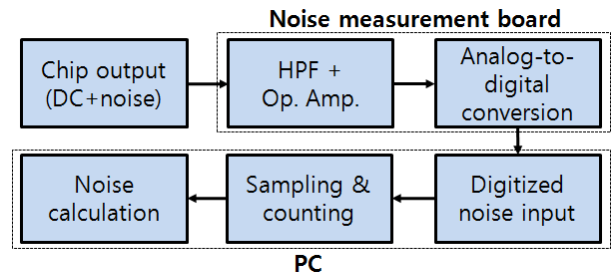 Noise measurement board
Chip output
(DC+noise)
HPF +
Op. Amp.
Analog-to-
digital
conversion
Noise
calculation
Sampling &
counting
Digitized
noise input
PC